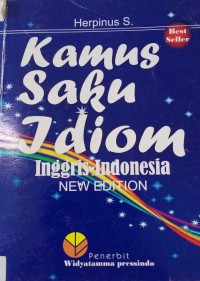 Herpinus S.
Best
Seller
Kamus
Saku
Idiom
Inggris-Indonesia
NEW EDITION
Penerbit
Widyatamma pressindo